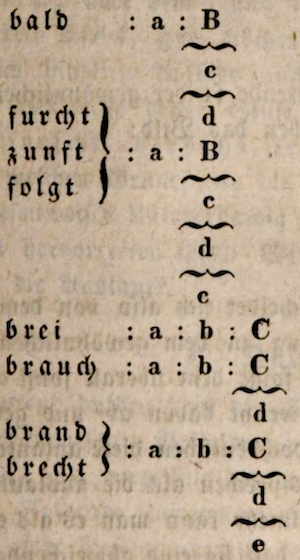 bald : a : B
c
d
furcht
zunft : a : B
folgt
c
d
c
brei : a : b : C
brauch : a : b : C
d
brand
: a : b : C
brecht
d
e